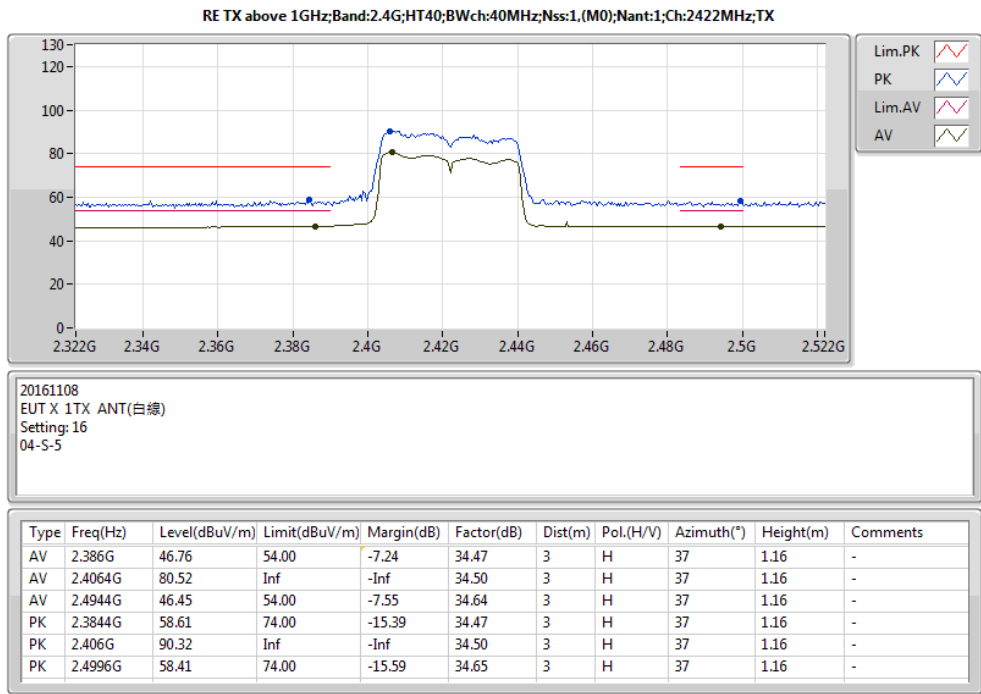 RE TX above 1GHz;Band:2.4G;HT40;BWch:40MHz;Nss:1,(M0);Nant:1;Ch:2422MHz;TX
130
120
100
80
60
40
20
0
2.322G 2.34G 2.36G 2.38G 2.4G 2.42G 2.44G 2.46G 2.48G 2.5G 2.522G
Lim.PK
PK
Lim.AV
AV
20161108
EUT X 1TX ANT(白線)
Setting: 16
04-S-5
Type Freq(Hz) Level(dBuV/m) Limit(dBuV/m) Margin(dB) Factor(dB) Dist(m) Pol.(H/V) Azimuth(°) Height(m) Comments
AV 2.386G 46.76 54.00 -7.24 34.47 3 H 37 1.16 -
AV 2.4064G 80.52 Inf -Inf 34.50 3 H 37 1.16 -
AV 2.4944G 46.45 54.00 -7.55 34.64 3 H 37 1.16 -
PK 2.3844G 58.61 74.00 -15.39 34.47 3 H 37 1.16 -
PK 2.406G 90.32 Inf -Inf 34.50 3 H 37 1.16 -
PK 2.4996G 58.41 74.00 -15.59 34.65 3 H 37 1.16 -